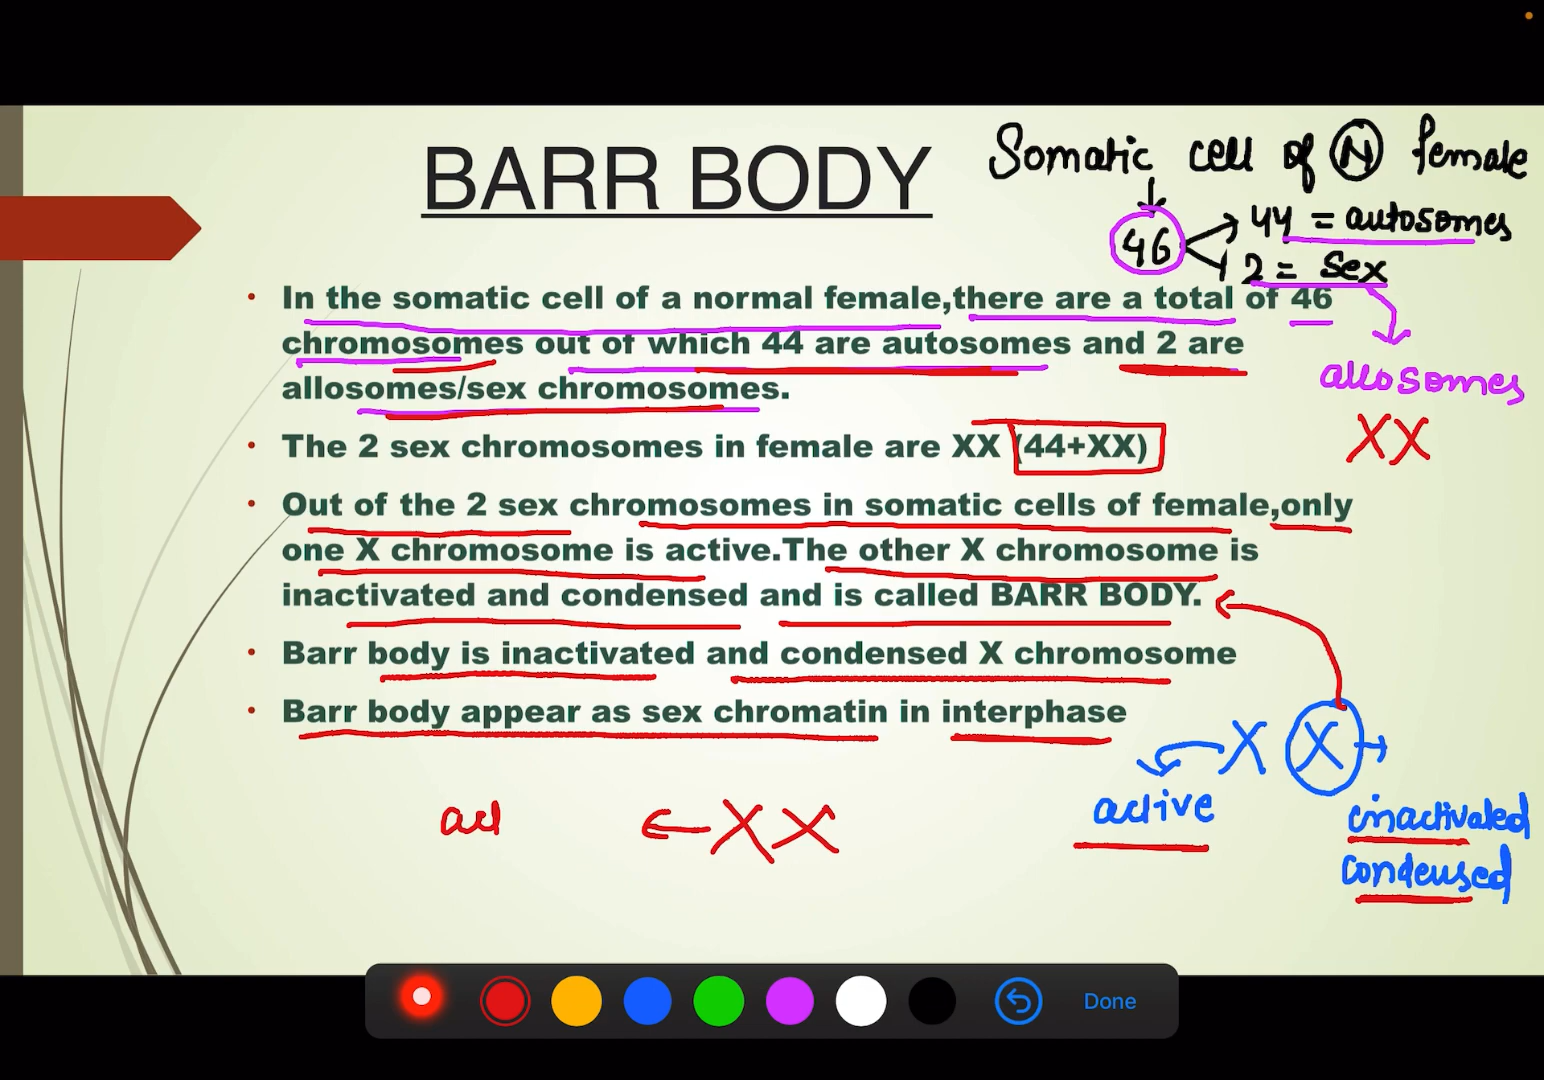 BARR BODY
Somatic cell of N female
46
44 = autosomes
2 = sex
allosomes
XX
• In the somatic cell of a normal female,there are a total of 46
chromosomes out of which 44 are autosomes and 2 are
allosomes/sex chromosomes.
• The 2 sex chromosomes in female are XX (44+XX)
• Out of the 2 sex chromosomes in somatic cells of female,only
one X chromosome is active.The other X chromosome is
inactivated and condensed and is called BARR BODY.
• Barr body is inactivated and condensed X chromosome
• Barr body appear as sex chromatin in interphase
X X
active
inactivated
condensed
act XX
Done